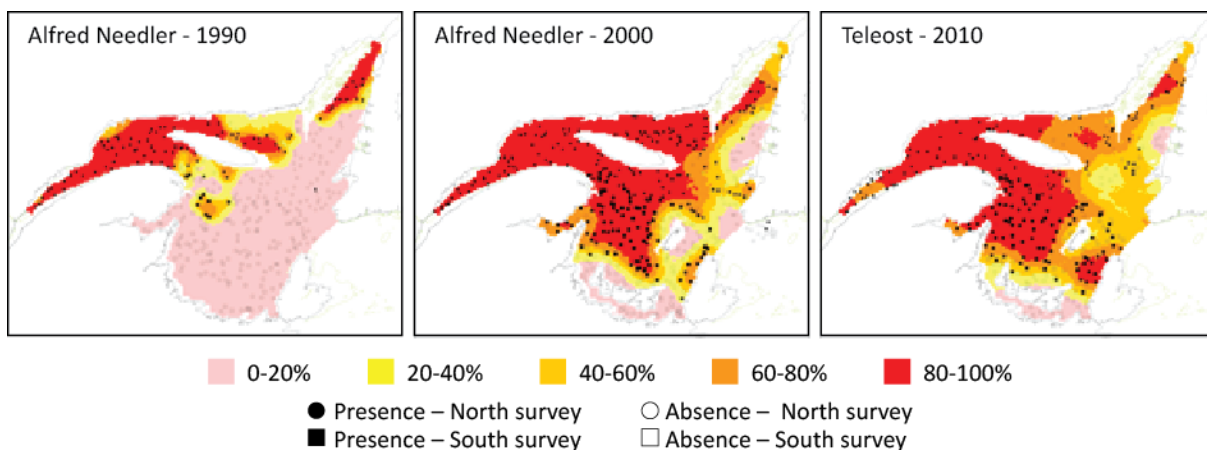 Alfred Needler - 1990
Alfred Needler - 2000
Teleost - 2010
0-20%
20-40%
40-60%
60-80%
80-100%
Presence – North survey
Absence – North survey
Presence – South survey
Absence – South survey